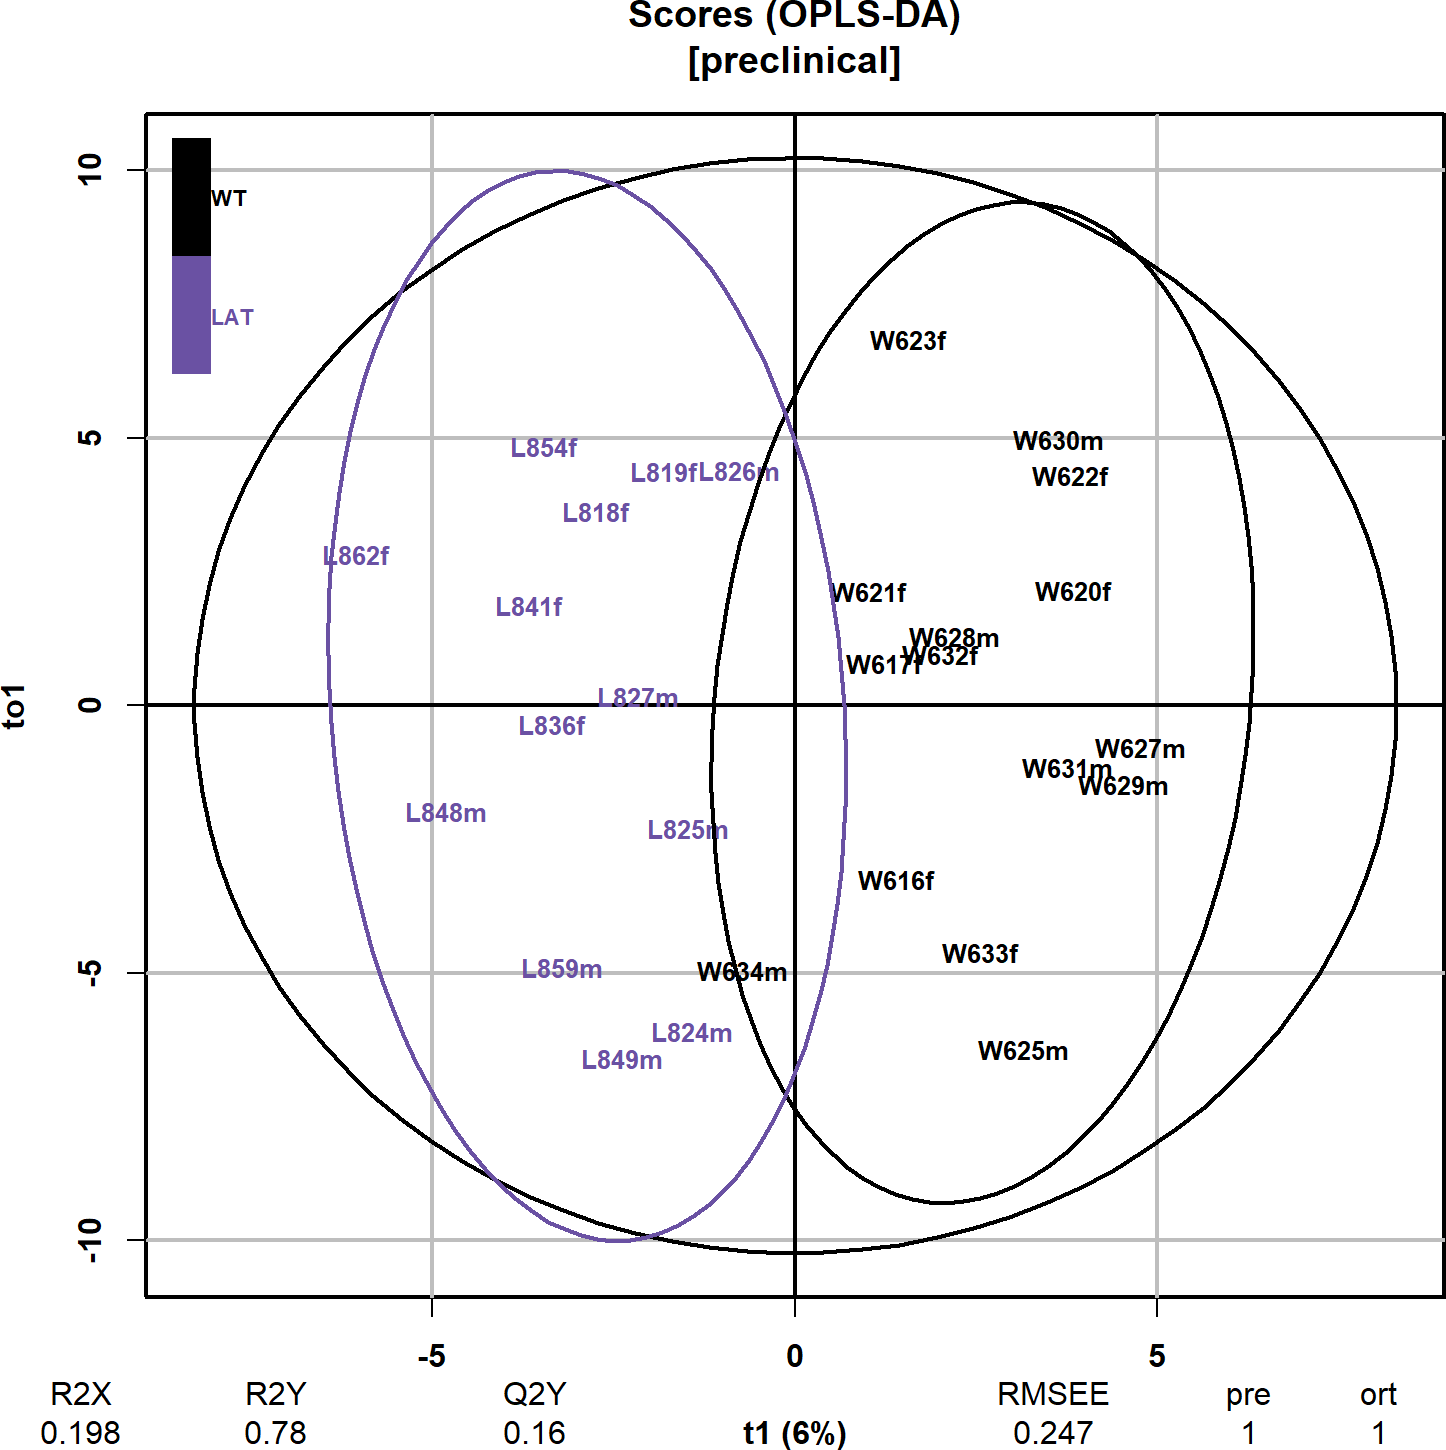 Scores (OPLS-DA)
[preclinical]
10
WT
LAT
W623f
5
L854f
W630m
L819f
L826m
W622f
L818f
L862f
L841f
W621f
W620f
W628m
W632f
W617f
L827m
0
to1
L836f
W627m
W631m
W629m
L848m
L825m
W616f
W633f
L859m
W634m
-5
L824m
L849m
W625m
-10
-5 0 5
R2X R2Y Q2Y RMSEE pre ort
0.198 0.78 0.16 t1 (6%) 0.247 1 1